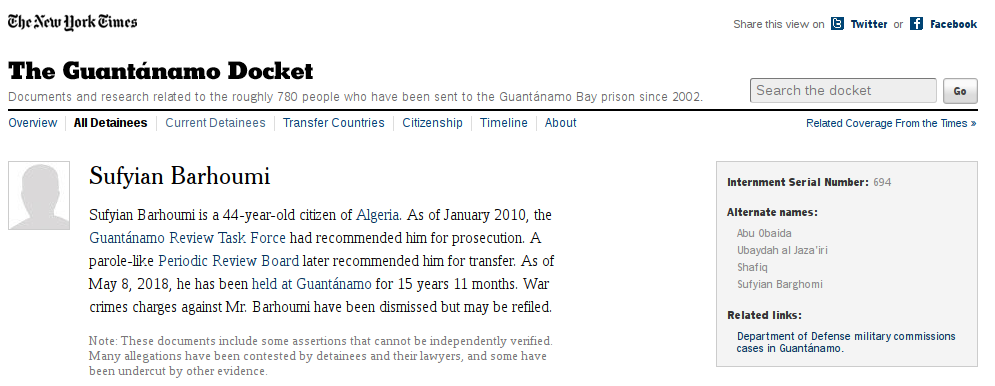 The New York Times
Share this view on Twitter or Facebook
The Guantánamo Docket
Documents and research related to the roughly 780 people who have been sent to the Guantánamo Bay prison since 2002.
Search the docket Go
Overview All Detainees Current Detainees Transfer Countries Citizenship Timeline About
Related Coverage From the Times »
Sufyian Barhoumi
Sufyian Barhoumi is a 44-year-old citizen of Algeria. As of January 2010, the
Guantánamo Review Task Force had recommended him for prosecution. A
parole-like Periodic Review Board later recommended him for transfer. As of
May 8, 2018, he has been held at Guantánamo for 15 years 11 months. War
crimes charges against Mr. Barhoumi have been dismissed but may be refiled.
Note: These documents include some assertions that cannot be independently verified.
Many allegations have been contested by detainees and their lawyers, and some have
been undercut by other evidence.
Internment Serial Number: 694
Alternate names:
Abu Obaida
Ubaydah al Jaza'iri
Shafiq
Sufyian Barghomi
Related links:
Department of Defense military commissions
cases in Guantánamo.